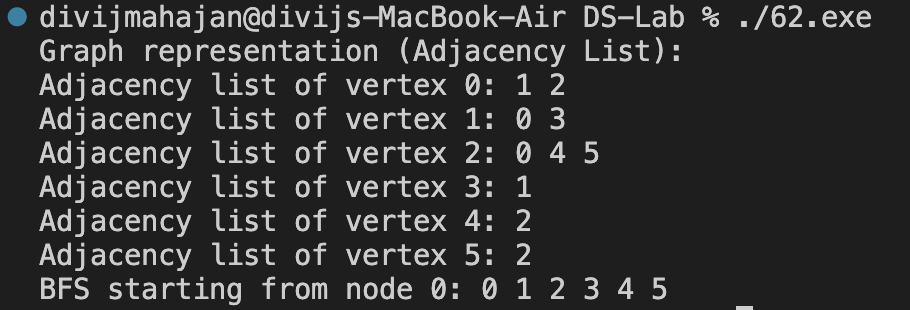 divijmahajan@divijs-MacBook-Air DS-Lab % ./62.exe
Graph representation (Adjacency List):
Adjacency list of vertex 0: 1 2
Adjacency list of vertex 1: 0 3
Adjacency list of vertex 2: 0 4 5
Adjacency list of vertex 3: 1
Adjacency list of vertex 4: 2
Adjacency list of vertex 5: 2
BFS starting from node 0: 0 1 2 3 4 5